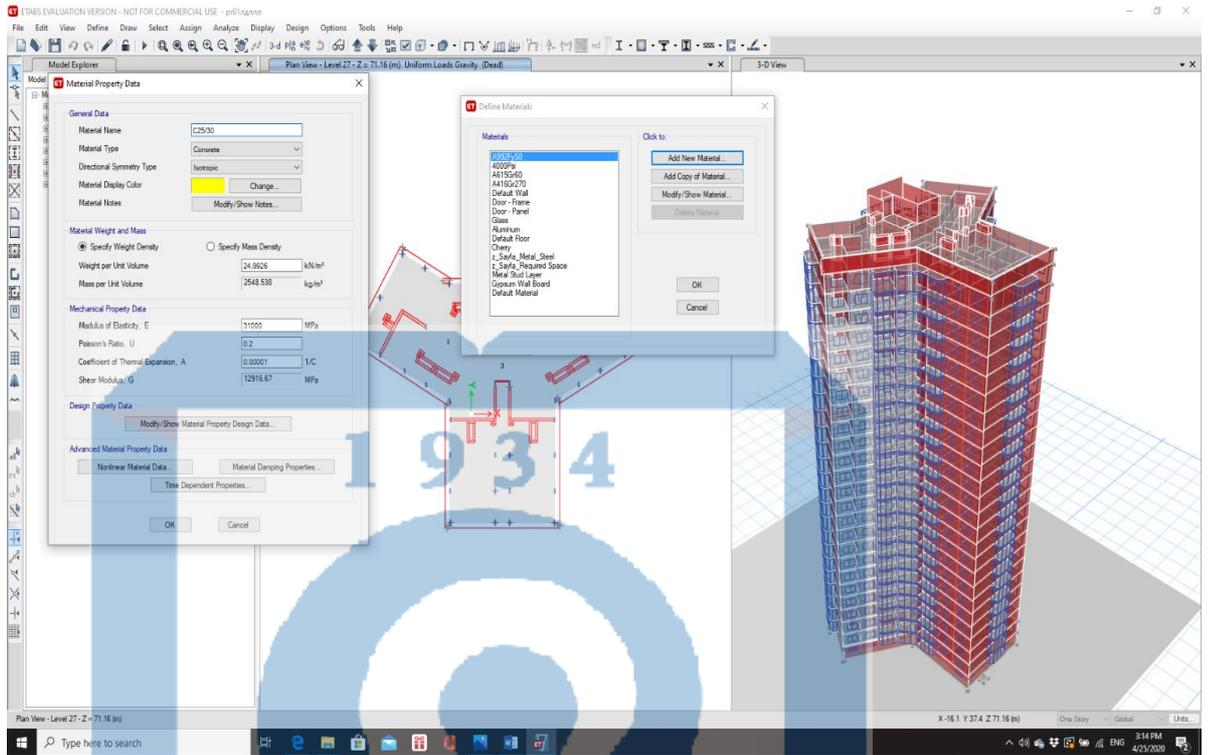 ETABS EVALUATION VERSION - NOT FOR COMMERCIAL USE - pr01лдллл
File Edit View Define Draw Select Assign Analyze Display Design Options Tools Help
3-d
nd
Model Explorer
Plan View - Level 27 - Z = 71.16 (m) Uniform Loads Gravity (Dead)
3-D View
Model
Material Property Data
General Data
Material Name C25/30
Material Type Concrete
Directional Symmetry Type Isotropic
Material Display Color Change...
Material Notes Modify/Show Notes...
Material Weight and Mass
Specify Weight Density Specify Mass Density
Weight per Unit Volume 24.9926 kN/m³
Mass per Unit Volume 2548.538 kg/m³
Mechanical Property Data
Modulus of Elasticity, E 31000 MPa
Poisson's Ratio, U 0.2
Coefficient of Thermal Expansion, A 0.00001 1/C
Shear Modulus, G 12916.67 MPa
Design Property Data
Modify/Show Material Property Design Data...
Advanced Material Property Data
Nonlinear Material Data... Material Damping Properties...
Time Dependent Properties...
OK Cancel
Define Materials
Materials
A992Fy50
4000Psi
A615Gr60
A416Gr270
Default Wall
Door - Frame
Door - Panel
Glass
Aluminum
Default Floor
Cherry
z_Sayfa_Metal_Steel
z_Sayfa_Required Space
Metal Stud Layer
Gypsum Wall Board
Default Material
Click to:
Add New Material...
Add Copy of Material...
Modify/Show Material...
Delete Material
OK
Cancel
3
Y
X
1934
Plan View - Level 27 - Z = 71.16 (m)
X -16.1 Y 37.4 Z 71.16 (m)
One Story
Global
Units...
Type here to search
ENG
3:14 PM
4/25/2020